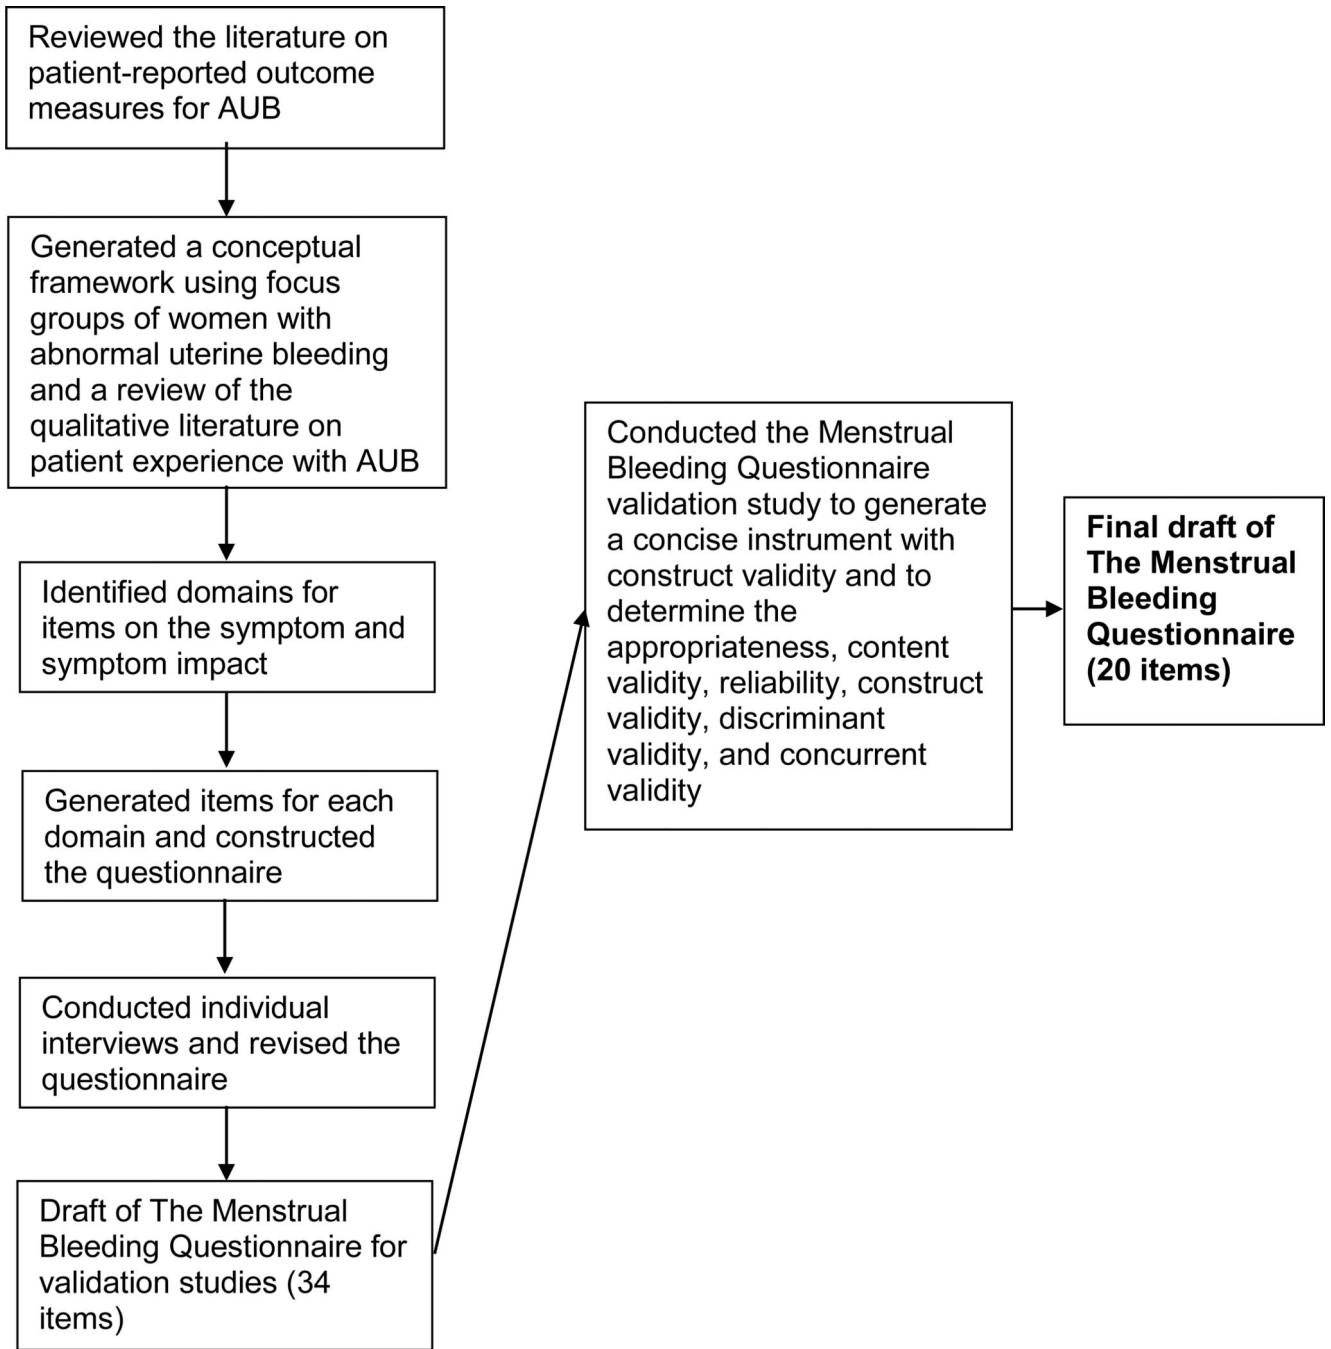 Reviewed the literature on
patient-reported outcome
measures for AUB
Generated a conceptual
framework using focus
groups of women with
abnormal uterine bleeding
and a review of the
qualitative literature on
patient experience with AUB
Identified domains for
items on the symptom and
symptom impact
Generated items for each
domain and constructed
the questionnaire
Conducted individual
interviews and revised the
questionnaire
Draft of The Menstrual
Bleeding Questionnaire for
validation studies (34
items)
Conducted the Menstrual
Bleeding Questionnaire
validation study to generate
a concise instrument with
construct validity and to
determine the
appropriateness, content
validity, reliability, construct
validity, discriminant
validity, and concurrent
validity
Final draft of
The Menstrual
Bleeding
Questionnaire
(20 items)